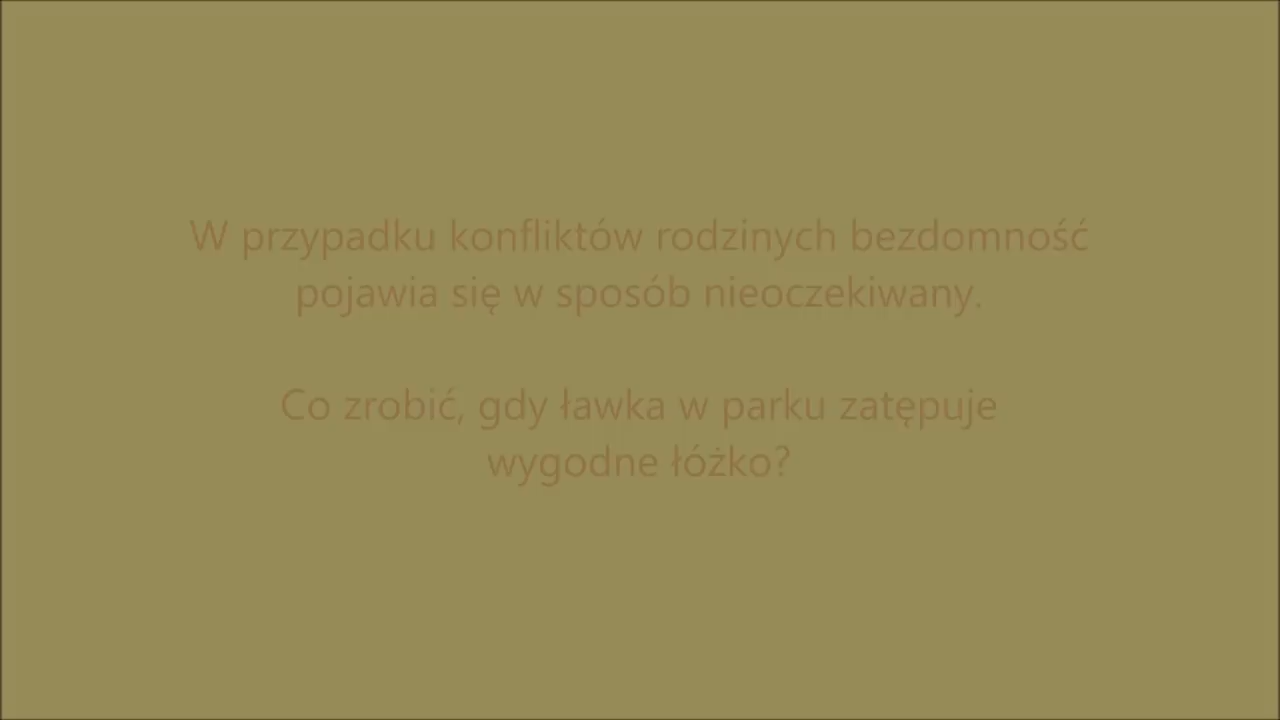 W przypadku konfliktów rodzinych bezdomność
pojawia się w sposób nieoczekiwany.
Co zrobić, gdy ławka w parku zatępuje
wygodne łóżko?